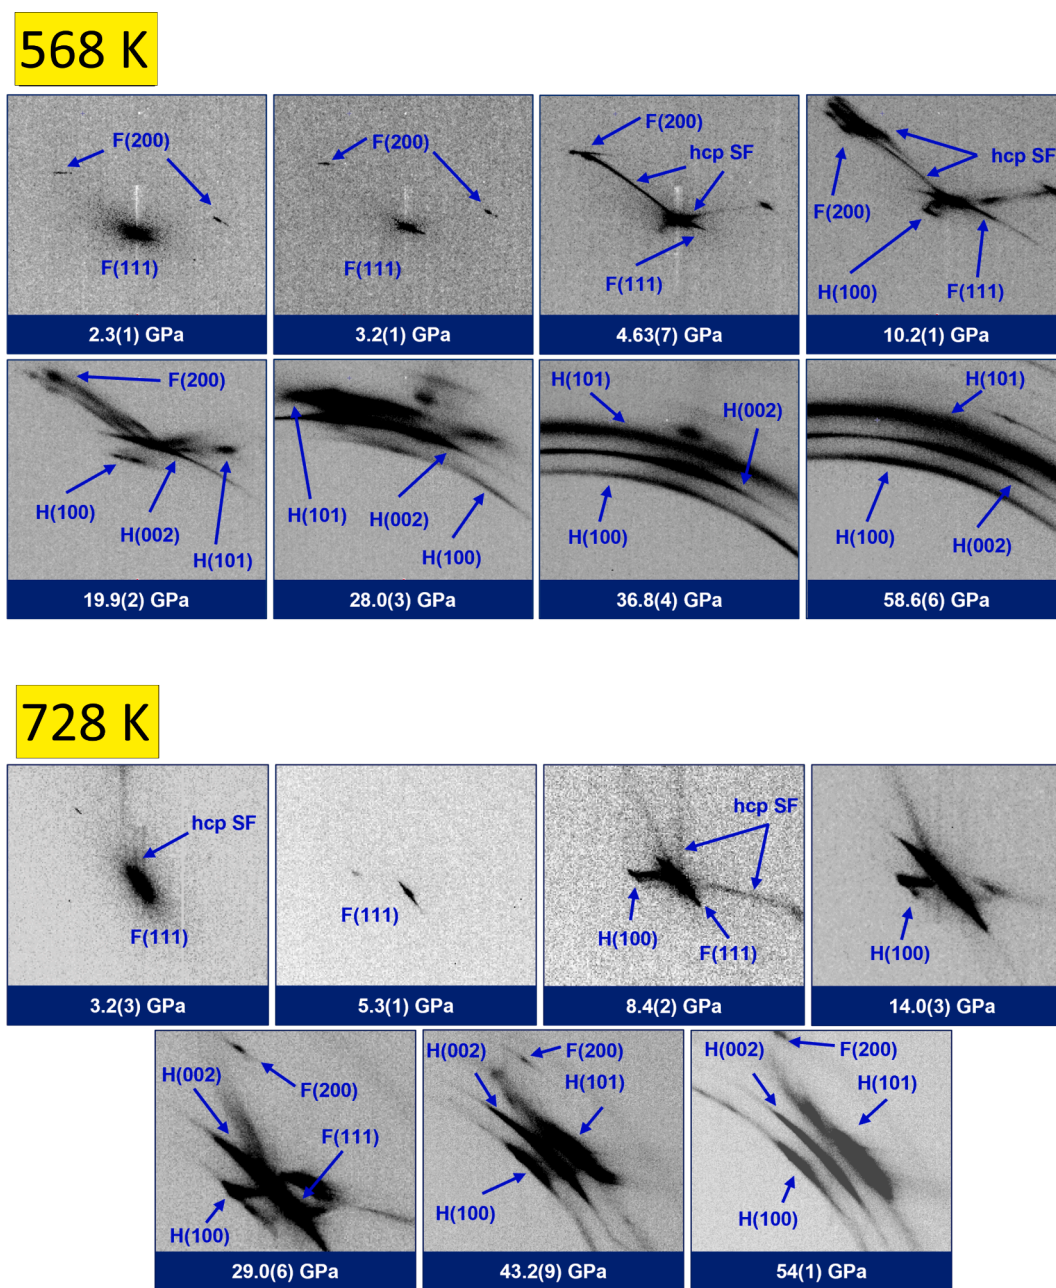 568 K
F(200)
F(111)
2.3(1) GPa
F(200)
F(111)
3.2(1) GPa
F(200)
hcp SF
F(111)
4.63(7) GPa
hcp SF
F(200)
H(100)
F(111)
10.2(1) GPa
F(200)
H(100)
H(002)
H(101)
19.9(2) GPa
H(101)
H(002)
H(100)
28.0(3) GPa
H(101)
H(002)
H(100)
36.8(4) GPa
H(101)
H(100)
H(002)
58.6(6) GPa
728 K
hcp SF
F(111)
3.2(3) GPa
F(111)
5.3(1) GPa
hcp SF
H(100)
F(111)
8.4(2) GPa
H(100)
14.0(3) GPa
H(002)
F(200)
F(111)
H(100)
29.0(6) GPa
H(002)
F(200)
H(101)
H(100)
43.2(9) GPa
H(002)
F(200)
H(101)
H(100)
54(1) GPa